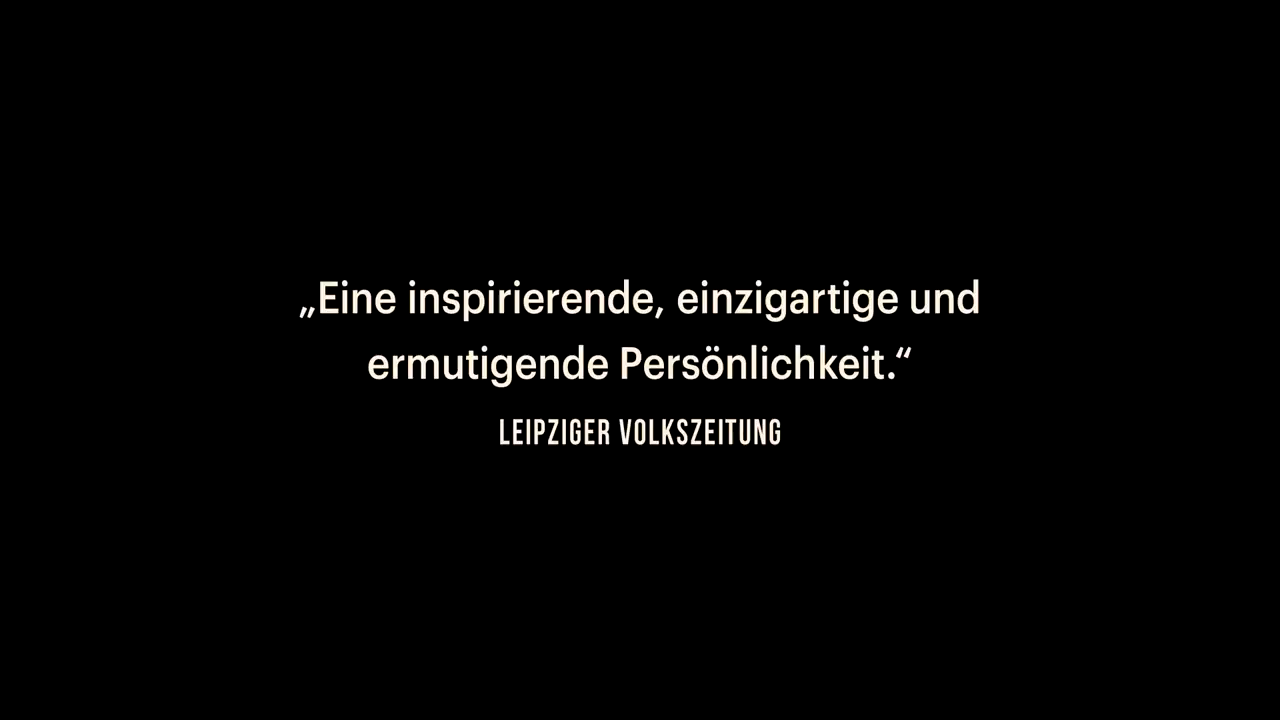 „Eine inspirierende, einzigartige und
ermutigende Persönlichkeit.“
LEIPZIGER VOLKSZEITUNG